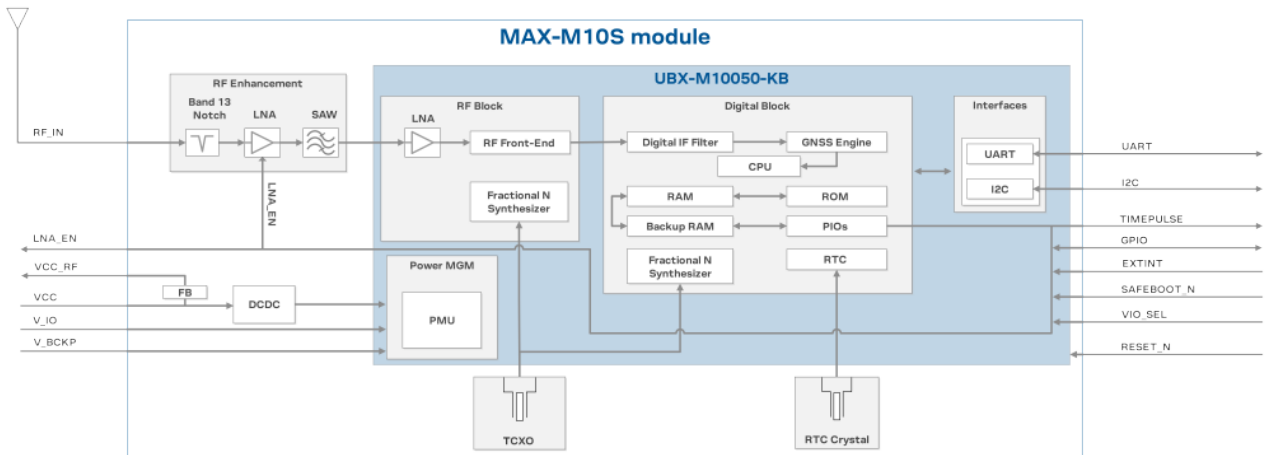 MAX-M10S module
UBX-M10050-KB
RF Enhancement
Band 13
Notch
LNA
SAW
RF Block
LNA
RF Front-End
Fractional N
Synthesizer
Digital Block
Digital IF Filter
GNSS Engine
CPU
RAM
ROM
Backup RAM
PIOs
Fractional N
Synthesizer
RTC
Interfaces
UART
I2C
RF_IN
LNA_EN
LNA_EN
VCC_RF
FB
VCC
DCDC
V_IO
V_BCKP
Power MGM
PMU
TCXO
RTC Crystal
UART
I2C
TIMEPULSE
GPIO
EXTINT
SAFEBOOT_N
VIO_SEL
RESET_N